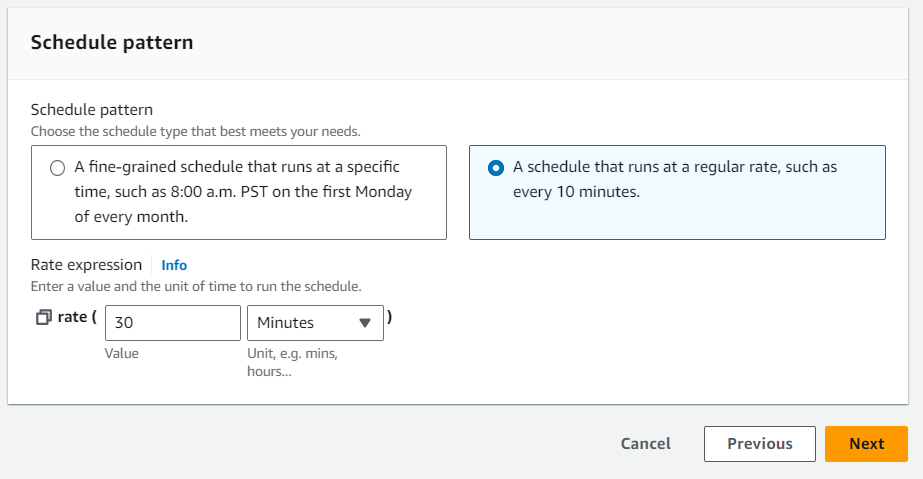 Schedule pattern
Schedule pattern
Choose the schedule type that best meets your needs.
A fine-grained schedule that runs at a specific
time, such as 8:00 a.m. PST on the first Monday
of every month.
A schedule that runs at a regular rate, such as
every 10 minutes.
Rate expression Info
Enter a value and the unit of time to run the schedule.
rate ( 30 Minutes )
Value Unit, e.g. mins,
hours...
Cancel Previous Next